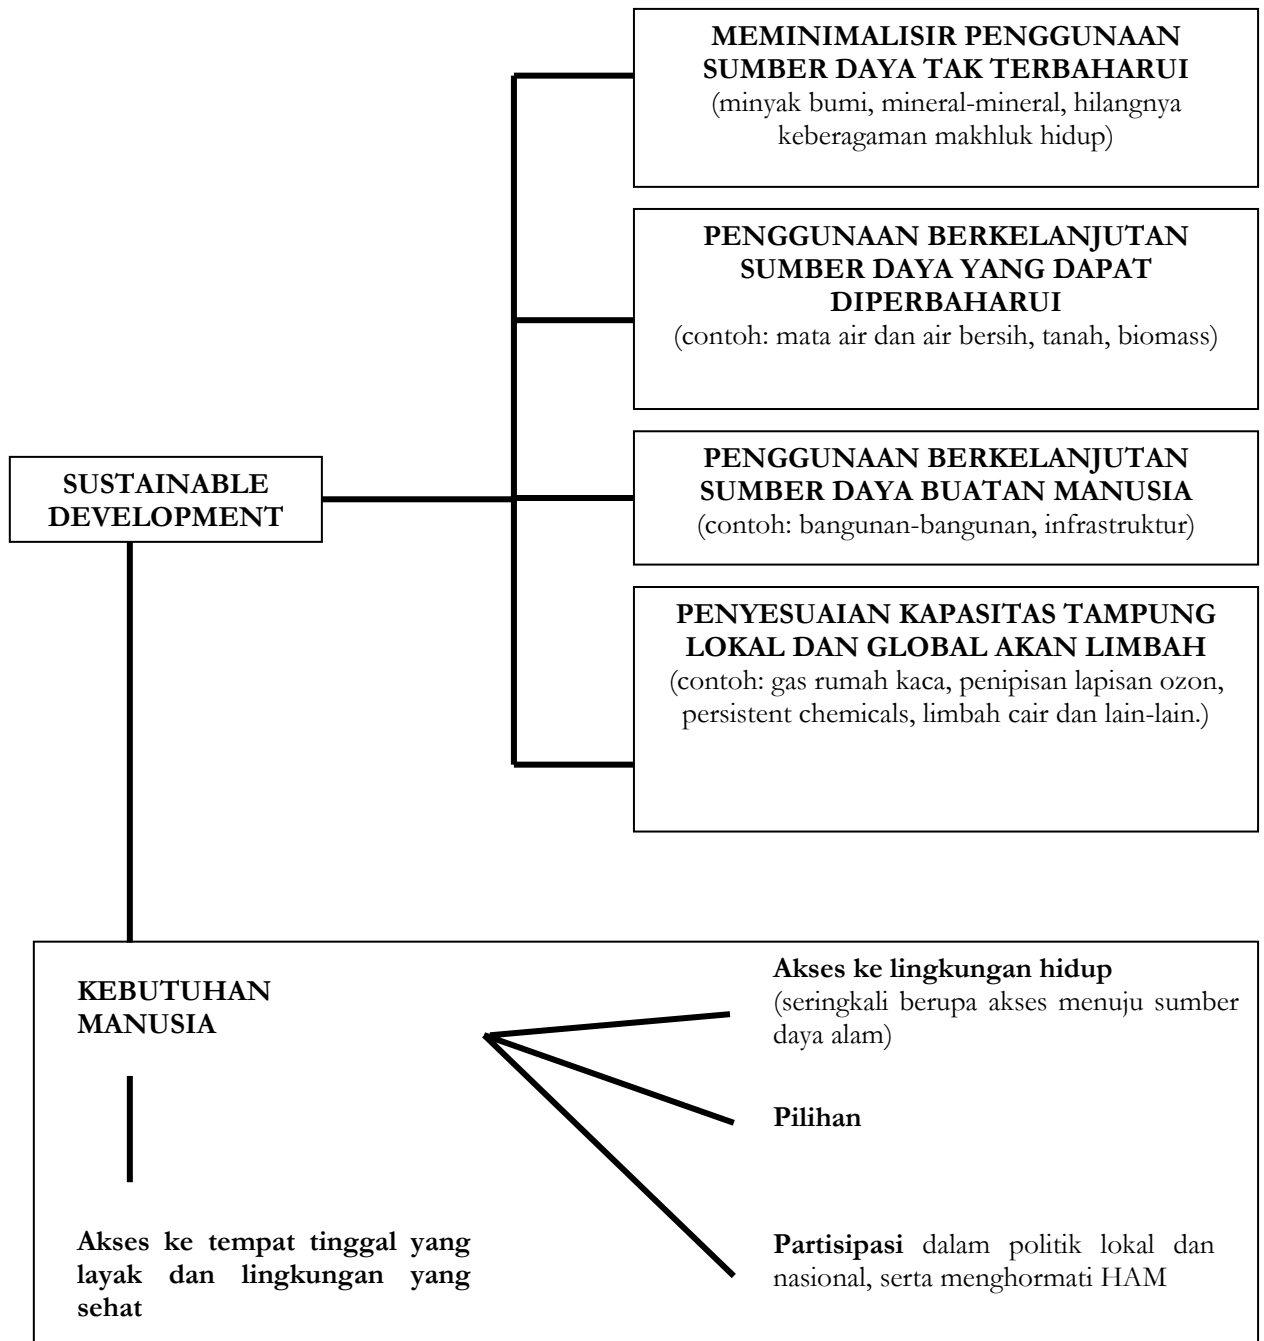 MEMINIMALISIR PENGGUNAAN
SUMBER DAYA TAK TERBAHARUI
(minyak bumi, mineral-mineral, hilangnya
keberagaman makhluk hidup)
PENGGUNAAN BERKELANJUTAN
SUMBER DAYA YANG DAPAT
DIPERBAHARUI
(contoh: mata air dan air bersih, tanah, biomass)
SUSTAINABLE
DEVELOPMENT
PENGGUNAAN BERKELANJUTAN
SUMBER DAYA BUATAN MANUSIA
(contoh: bangunan-bangunan, infrastruktur)
PENYESUAIAN KAPASITAS TAMPUNG
LOKAL DAN GLOBAL AKAN LIMBAH
(contoh: gas rumah kaca, penipisan lapisan ozon,
persistent chemicals, limbah cair dan lain-lain.)
KEBUTUHAN
MANUSIA
Akses ke lingkungan hidup
(seringkali berupa akses menuju sumber
daya alam)
Pilihan
Akses ke tempat tinggal yang
layak dan lingkungan yang
sehat
Partisipasi dalam politik lokal dan
nasional, serta menghormati HAM